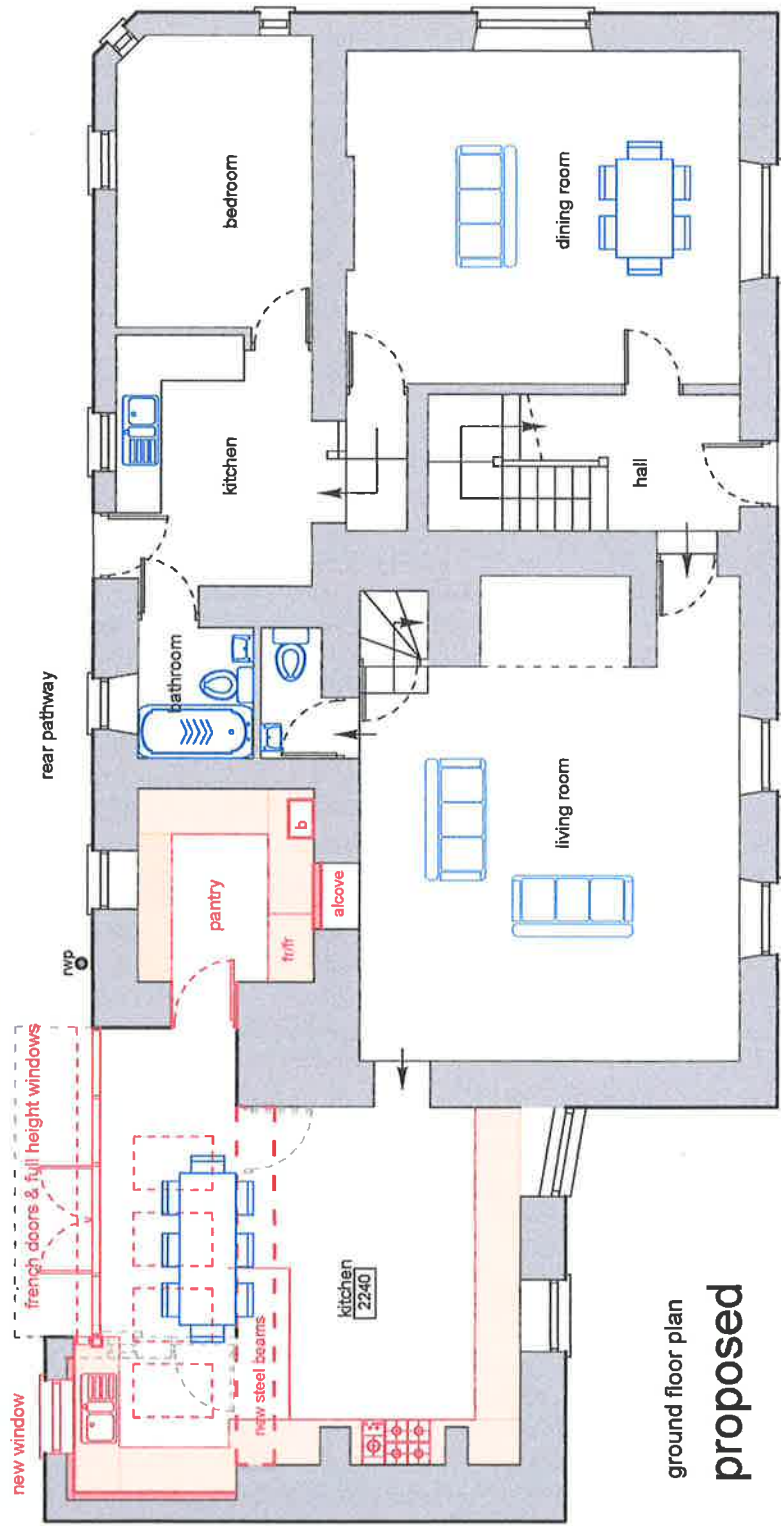 new window
french doors & full height windows
rwp
rear pathway
new steel beams
kitchen
2240
pantry
fr/fr
b
alcove
bathroom
kitchen
bedroom
living room
hall
dining room
ground floor plan
proposed